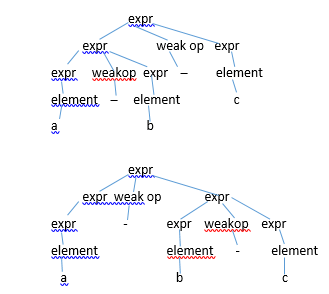 expr
expr weak op expr
expr weakop expr – element
element – element c
a b
expr
expr weak op expr
expr - expr weakop expr
element element - element
a b c